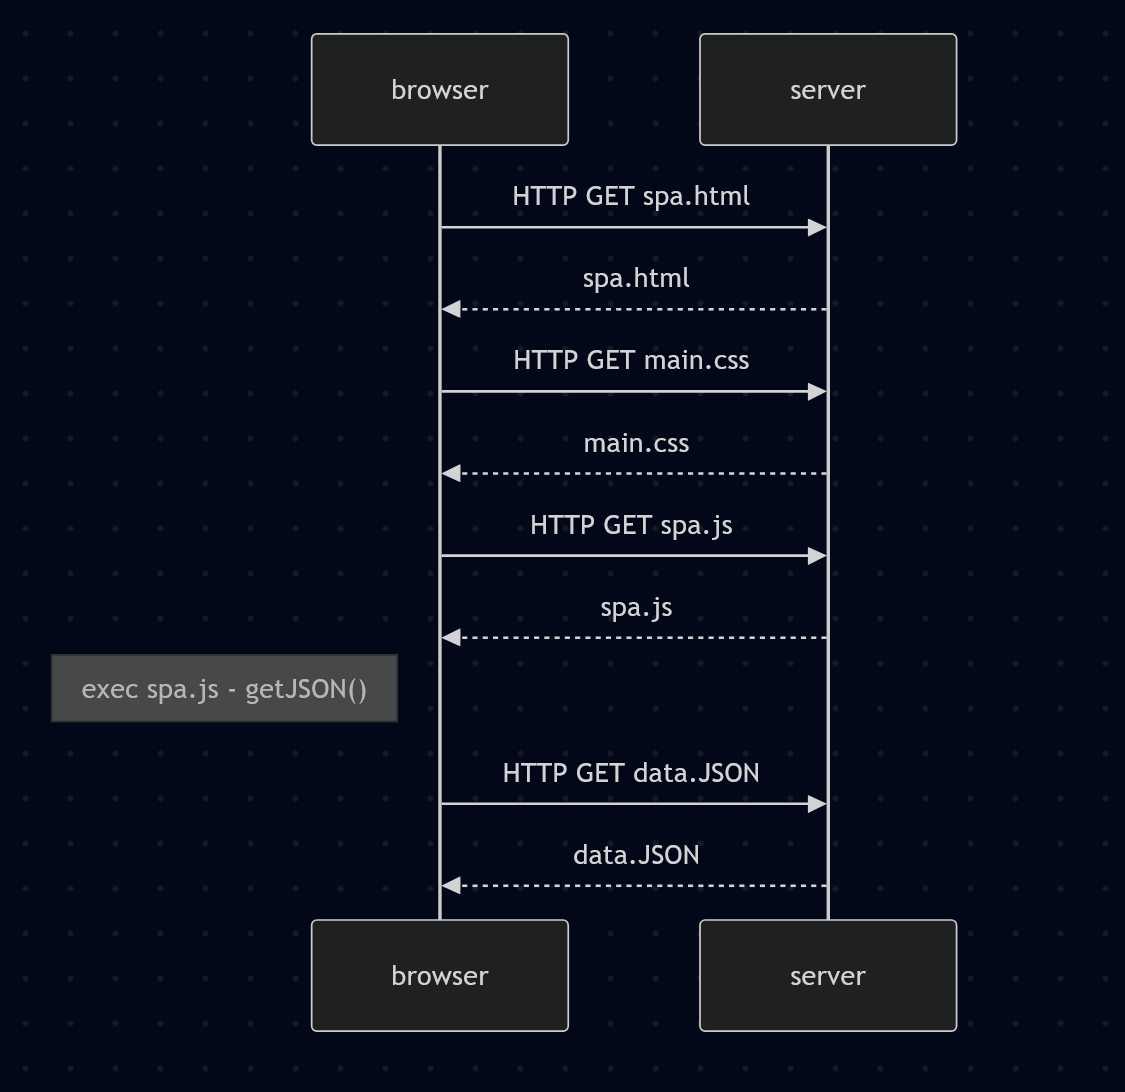 browser
server
HTTP GET spa.html
spa.html
HTTP GET main.css
main.css
HTTP GET spa.js
spa.js
exec spa.js - getJSON()
HTTP GET data.JSON
data.JSON
browser
server